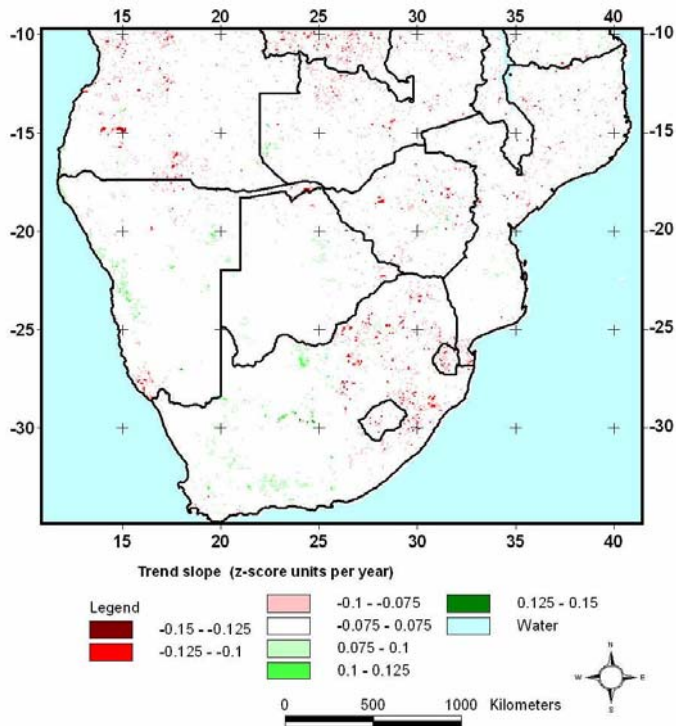 15 20 25 30 35 40
-10 -10
-15 -15
-20 -20
-25 -25
-30 -30
15 20 25 30 35 40
Trend slope (z-score units per year)
Legend
-0.15 - -0.125
-0.125 - -0.1
-0.1 - -0.075
-0.075 - 0.075
0.075 - 0.1
0.1 - 0.125
0.125 - 0.15
Water
N
W E
S
0 500 1000 Kilometers